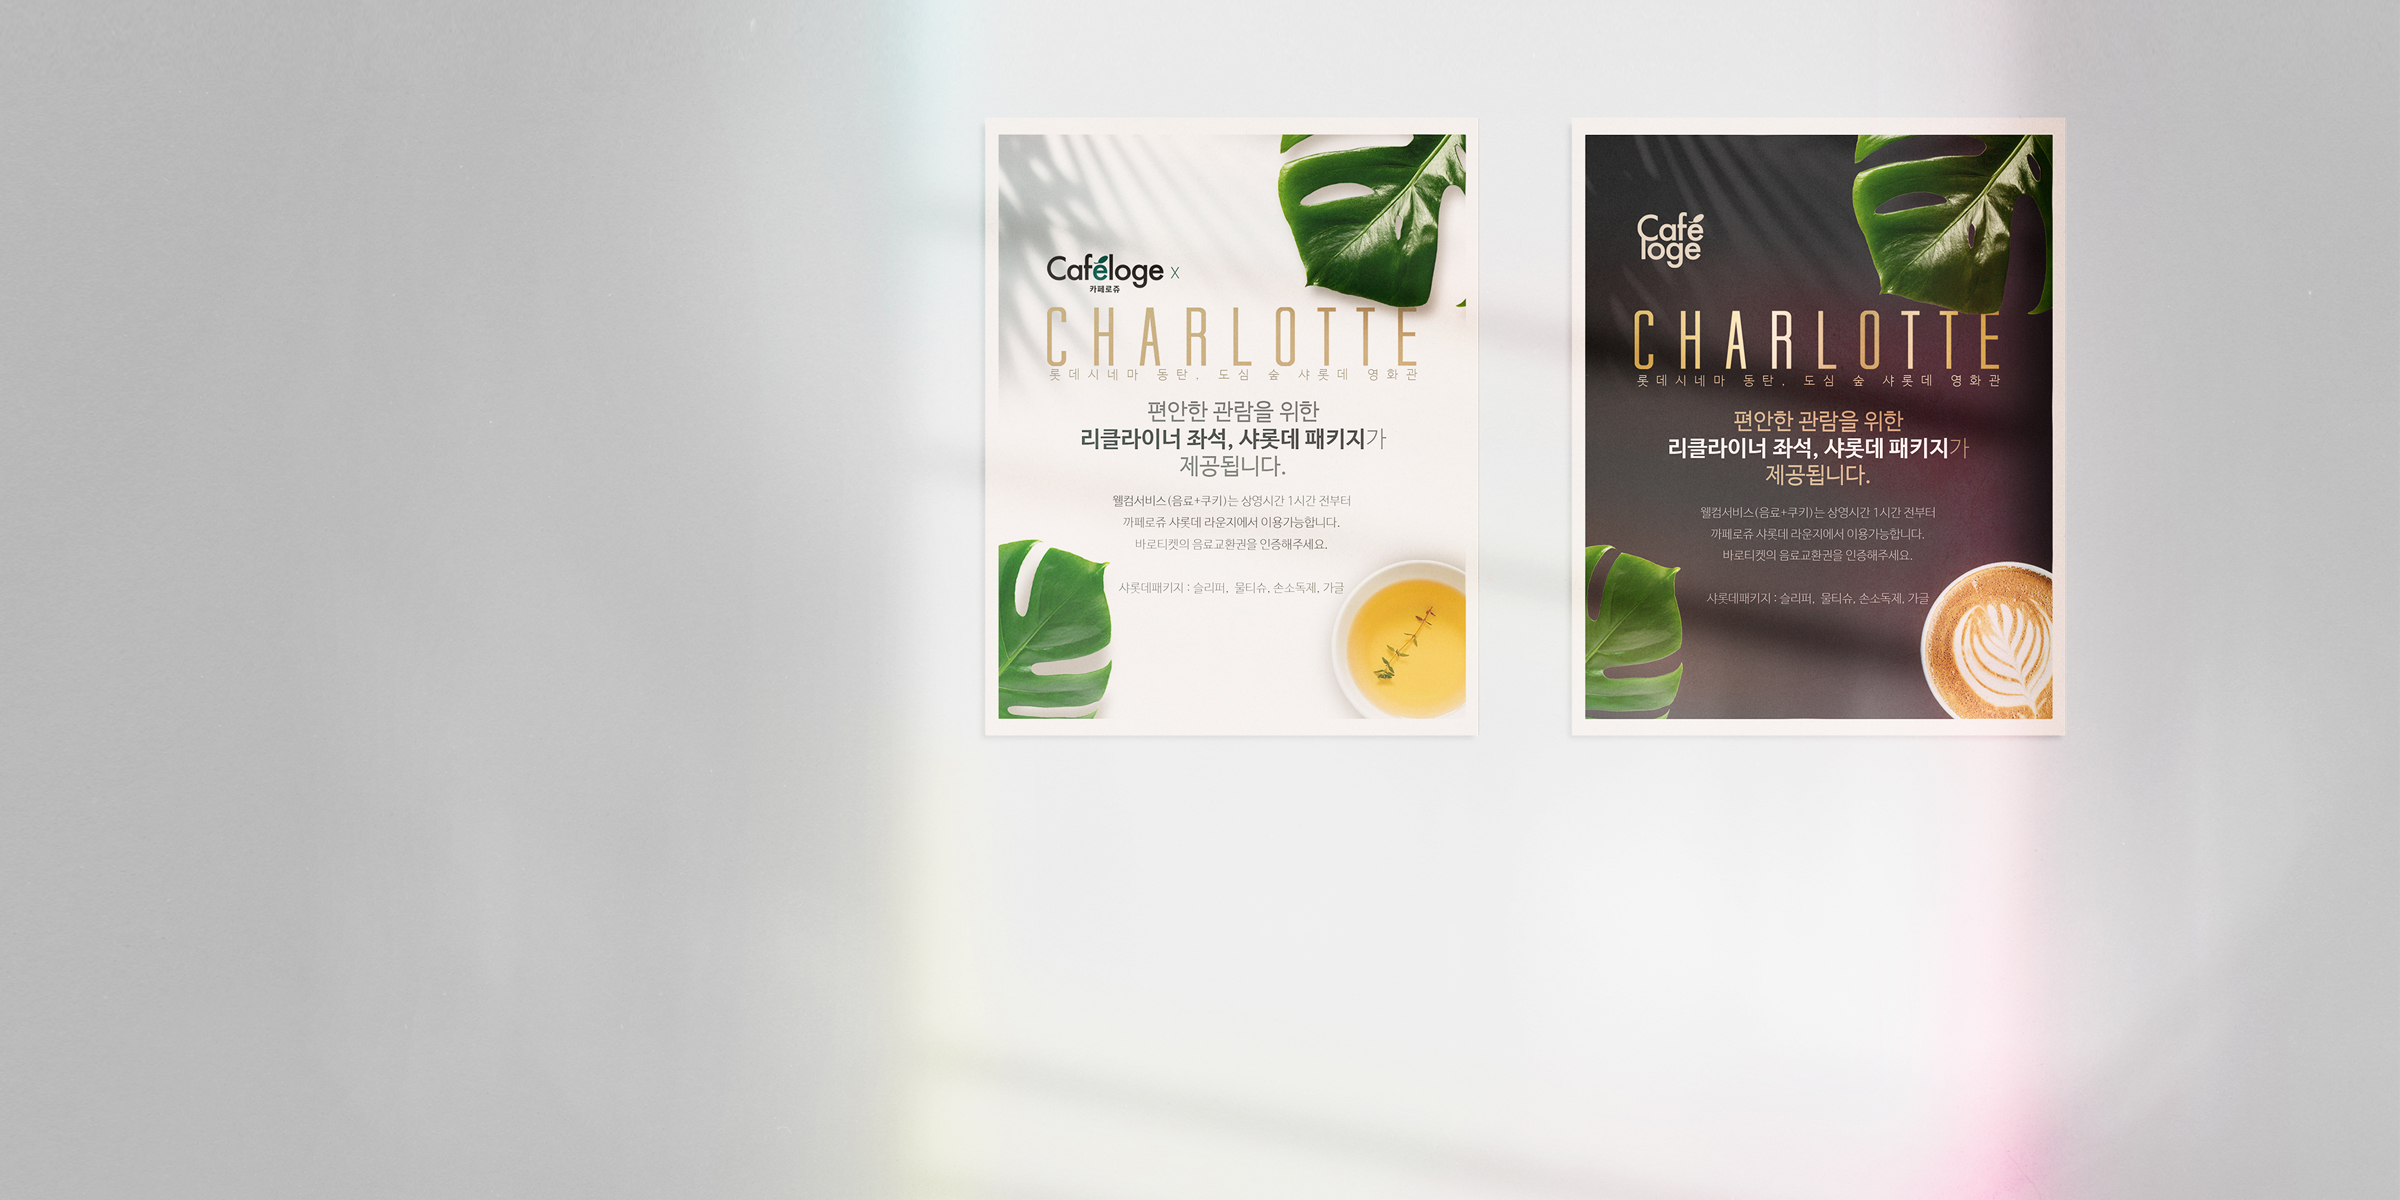 Caféloge X
카페로쥬
CHARLOTTE
롯데시네마 동탄, 도심 숲 샤롯데 영화관
편안한 관람을 위한
리클라이너 좌석, 샤롯데 패키지가
제공됩니다.
웰컴서비스(음료+쿠키)는 상영시간 1시간 전부터
까페로쥬 샤롯데 라운지에서 이용가능합니다.
바로티켓의 음료교환권을 인증해주세요.
샤롯데패키지 : 슬리퍼, 물티슈, 손소독제, 가글
Café
loge
CHARLOTTE
롯데시네마 동탄, 도심 숲 샤롯데 영화관
편안한 관람을 위한
리클라이너 좌석, 샤롯데 패키지가
제공됩니다.
웰컴서비스(음료+쿠키)는 상영시간 1시간 전부터
까페로쥬 샤롯데 라운지에서 이용가능합니다.
바로티켓의 음료교환권을 인증해주세요.
샤롯데패키지 : 슬리퍼, 물티슈, 손소독제, 가글